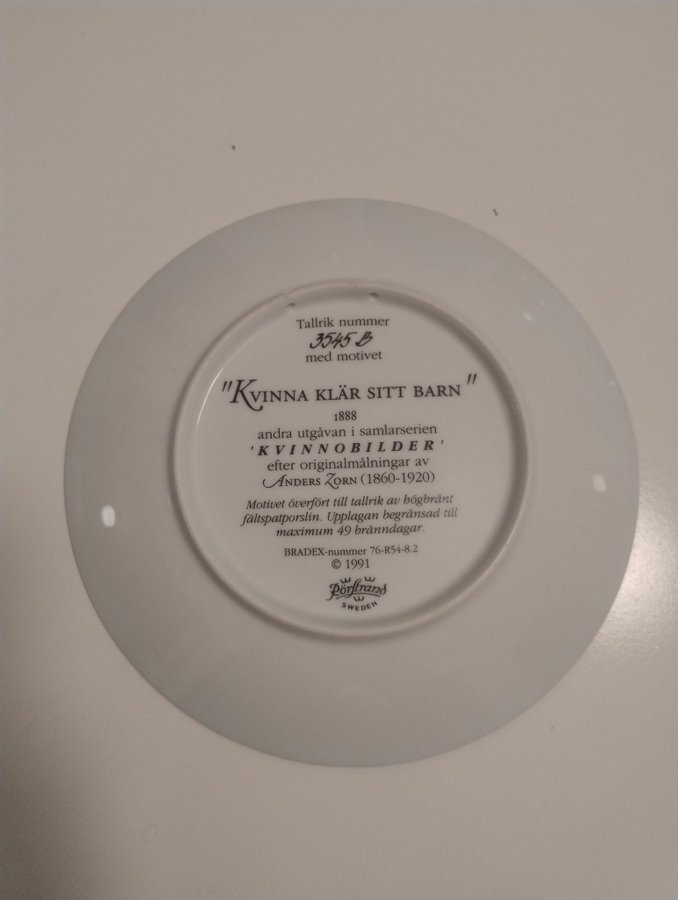 Tallrik nummer
3545 B
med motivet
"KVINNA KLÄR SITT BARN"
1888
andra utgåvan i samlarserien
'KVINNOBILDER'
efter originalmålningar av
ANDERS ZORN (1860-1920)
Motivet överfört till tallrik av högbränt
fältspatporslin. Upplagan begränsad till
maximum 49 bränndagar.
BRADEX-nummer 76-R54-8.2
© 1991
Rörstrand
SWEDEN